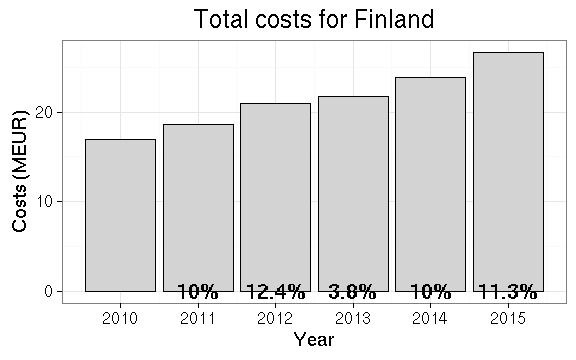 Total costs for Finland
Costs (MEUR)
20
10
0
10% 12.4% 3.8% 10% 11.3%
2010 2011 2012 2013 2014 2015
Year